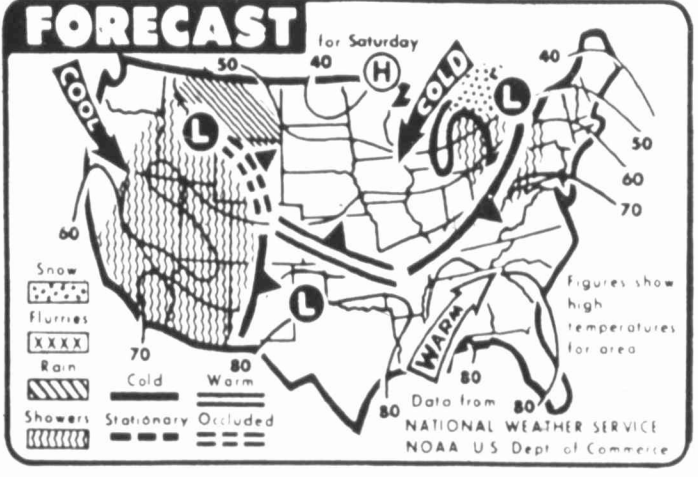 FORECAST
for Saturday
50
40
H
COLD
40
COOL
L
L
50
60
70
60
Snow
Flurries
Rain
Showers
70
80
L
WARM
Figures show
high
temperatures
for area
Cold
Warm
Stationary
Occluded
80
80
80
Data from
NATIONAL WEATHER SERVICE
NOAA U S Dept of Commerce